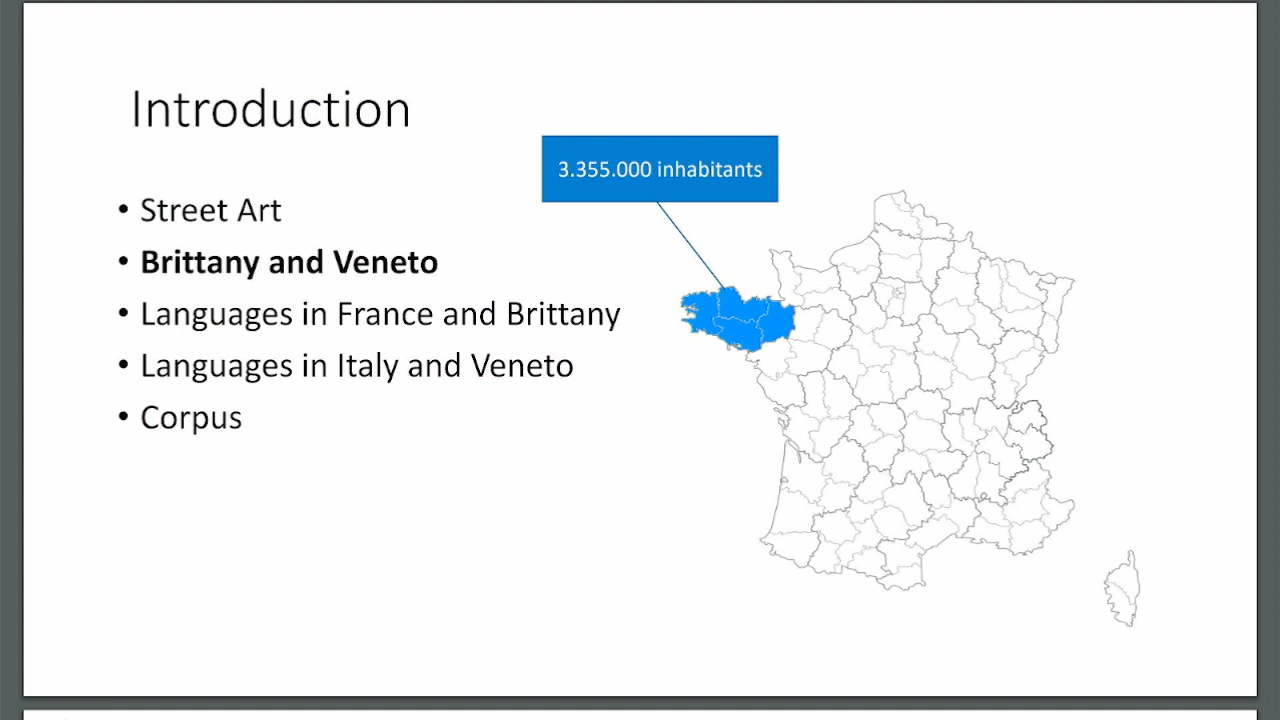 Introduction
3.355.000 inhabitants
• Street Art
• Brittany and Veneto
• Languages in France and Brittany
• Languages in Italy and Veneto
• Corpus